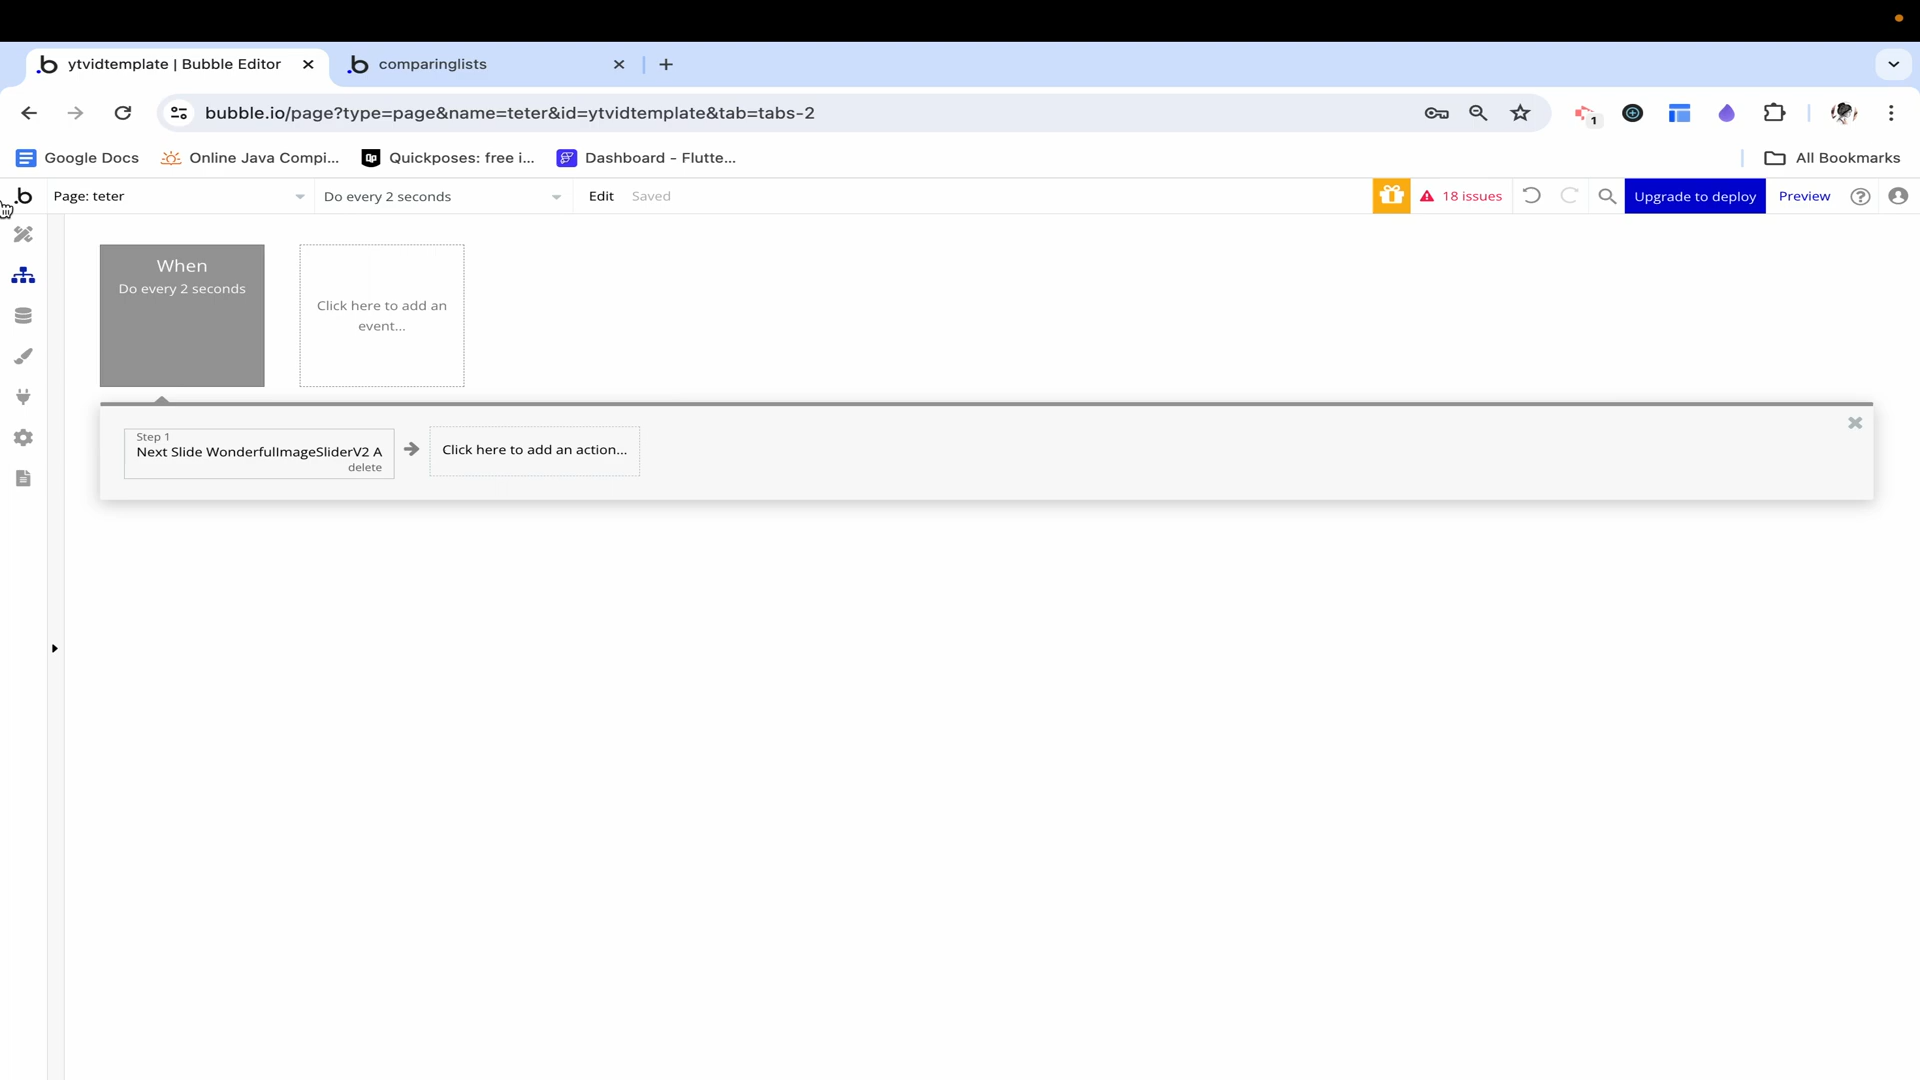 ytvidtemplate | Bubble Editor
comparinglists
bubble.io/page?type=page&name=teter&id=ytvidtemplate&tab=tabs-2
1
Google Docs
Online Java Compi...
Quickposes: free i...
Dashboard - Flutte...
All Bookmarks
Page: teter
Do every 2 seconds
Edit
Saved
18 issues
Upgrade to deploy
Preview
When
Do every 2 seconds
Click here to add an
event...
Step 1
Next Slide WonderfulImageSliderV2 A
delete
Click here to add an action...